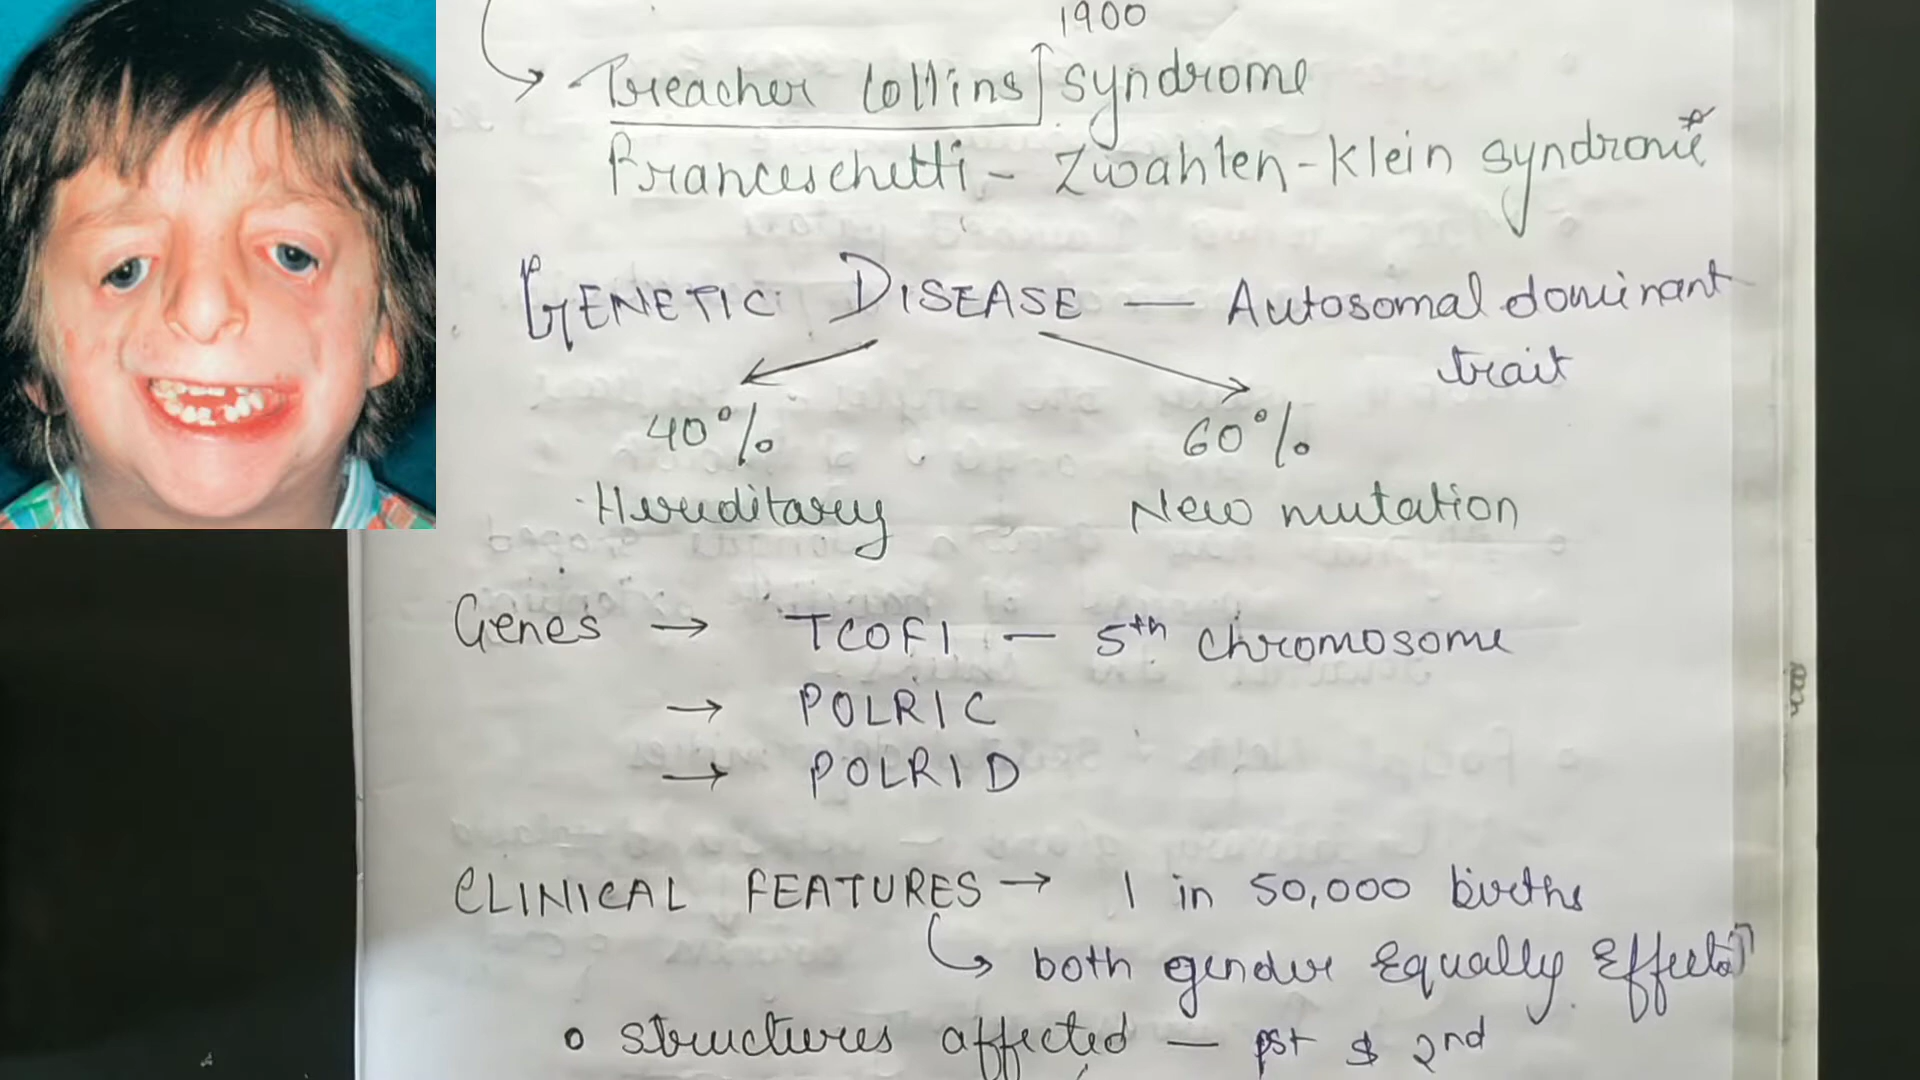 1900
Treacher Collins syndrome
Franceschetti - Zwahlen - Klein syndrome
GENETIC DISEASE — Autosomal dominant
trait
40% 60%
Hereditary New mutation
Genes → TCOF1 — 5th chromosome
→ POLR1C
→ POLR1D
CLINICAL FEATURES → 1 in 50,000 births
both gender Equally
• structures affected — 1st & 2nd